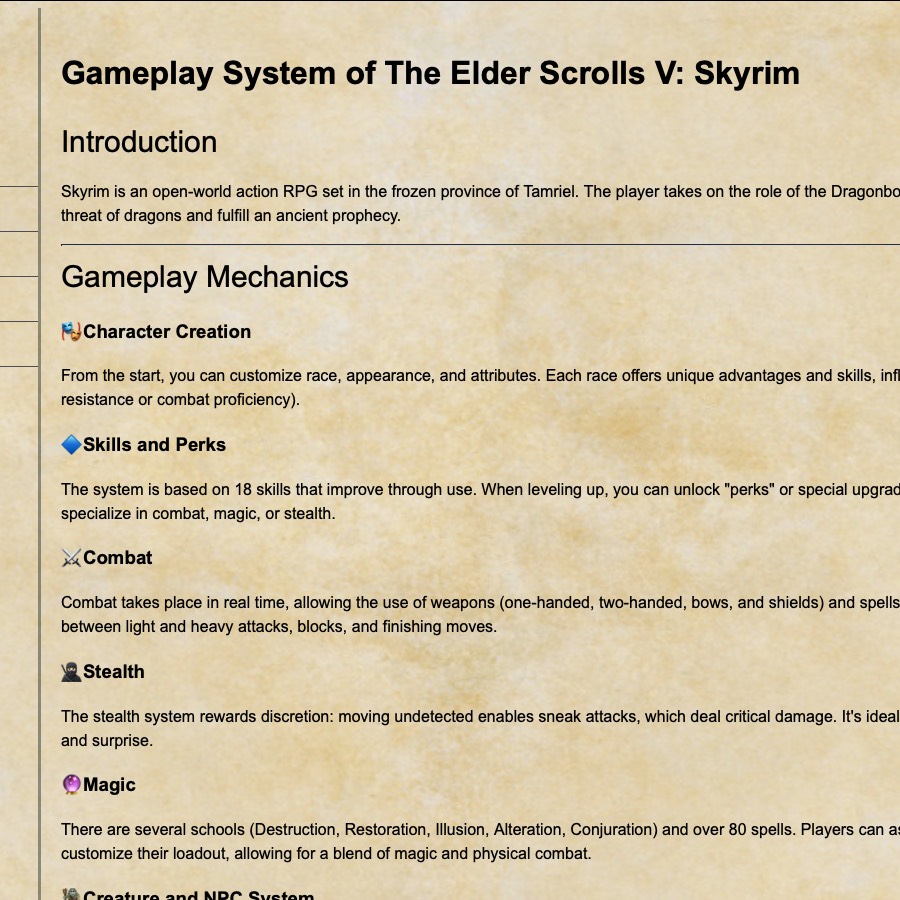 Gameplay System of The Elder Scrolls V: Skyrim
Introduction
Skyrim is an open-world action RPG set in the frozen province of Tamriel. The player takes on the role of the
threat of dragons and fulfill an ancient prophecy.
Gameplay Mechanics
Character Creation
From the start, you can customize race, appearance, and attributes. Each race offers unique advantages and skills,
resistance or combat proficiency).
Skills and Perks
The system is based on 18 skills that improve through use. When leveling up, you can unlock "perks" or special
specialize in combat, magic, or stealth.
Combat
Combat takes place in real time, allowing the use of weapons (one-handed, two-handed, bows, and shields) and spells
between light and heavy attacks, blocks, and finishing moves.
Stealth
The stealth system rewards discretion: moving undetected enables sneak attacks, which deal critical damage. It's ideal
and surprise.
Magic
There are several schools (Destruction, Restoration, Illusion, Alteration, Conjuration) and over 80 spells. Players can
customize their loadout, allowing for a blend of magic and physical combat.
Creature and NPC System